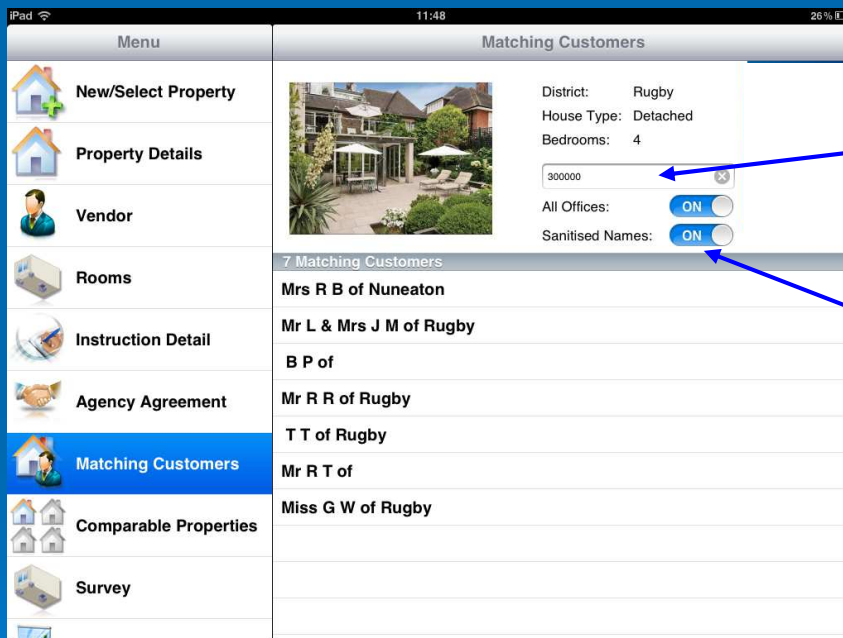 iPad 11:48 26%
Menu
New/Select Property
Property Details
Vendor
Rooms
Instruction Detail
Agency Agreement
Matching Customers
Comparable Properties
Survey
Matching Customers
District: Rugby
House Type: Detached
Bedrooms: 4
300000
All Offices: ON
Sanitised Names: ON
7 Matching Customers
Mrs R B of Nuneaton
Mr L & Mrs J M of Rugby
B P of
Mr R R of Rugby
T T of Rugby
Mr R T of
Miss G W of Rugby